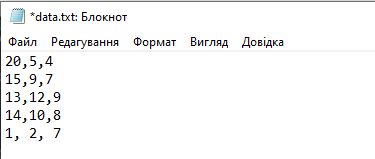 *data.txt: Блокнот
Файл Редагування Формат Вигляд Довідка
20,5,4
15,9,7
13,12,9
14,10,8
1, 2, 7